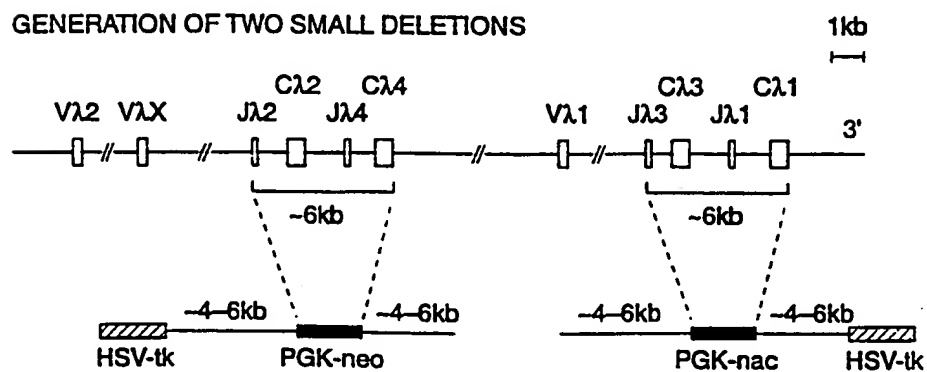 GENERATION OF TWO SMALL DELETIONS
1kb
Cλ2 Cλ4 Cλ3 Cλ1
Vλ2 VλX Jλ2 Jλ4 Vλ1 Jλ3 Jλ1
3'
~6kb ~6kb
~4–6kb ~4–6kb ~4–6kb ~4–6kb
HSV-tk PGK-neo PGK-nac HSV-tk